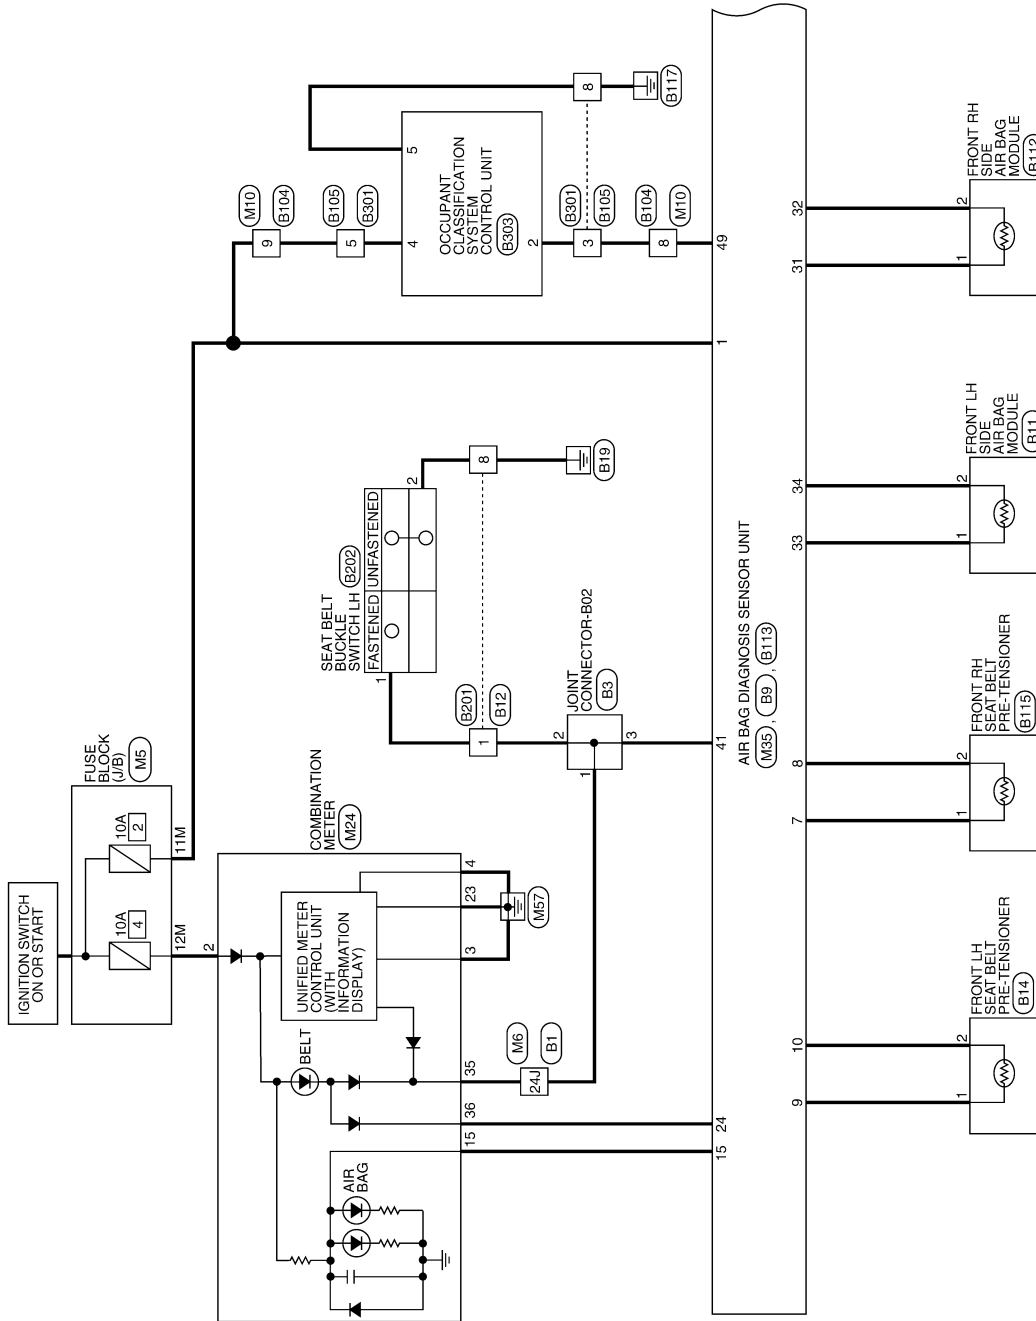 IGNITION SWITCH
ON OR START
FUSE
BLOCK
(J/B)
M5
10A
4
10A
2
12M
11M
COMBINATION
METER
M24
2
UNIFIED METER
CONTROL UNIT
(WITH
INFORMATION
DISPLAY)
BELT
AIR
BAG
15
36
35
3
23
4
M57
M6
B1
24J
SEAT BELT
BUCKLE
SWITCH LH
B202
FASTENED
UNFASTENED
1
2
B201
B12
1
8
B19
JOINT
CONNECTOR-B02
B3
2
1
3
M10
B104
9
B105
B301
5
4
5
OCCUPANT
CLASSIFICATION
SYSTEM
CONTROL UNIT
B303
2
B301
B105
3
8
B117
B104
M10
8
15
24
41
1
49
AIR BAG DIAGNOSIS SENSOR UNIT
M35 , B9 , B113
9
10
7
8
33
34
31
32
FRONT LH
SEAT BELT
PRE-TENSIONER
B14
1
2
FRONT RH
SEAT BELT
PRE-TENSIONER
B115
1
2
FRONT LH
SIDE
AIR BAG
MODULE
B11
1
2
FRONT RH
SIDE
AIR BAG
MODULE
B112
1
2